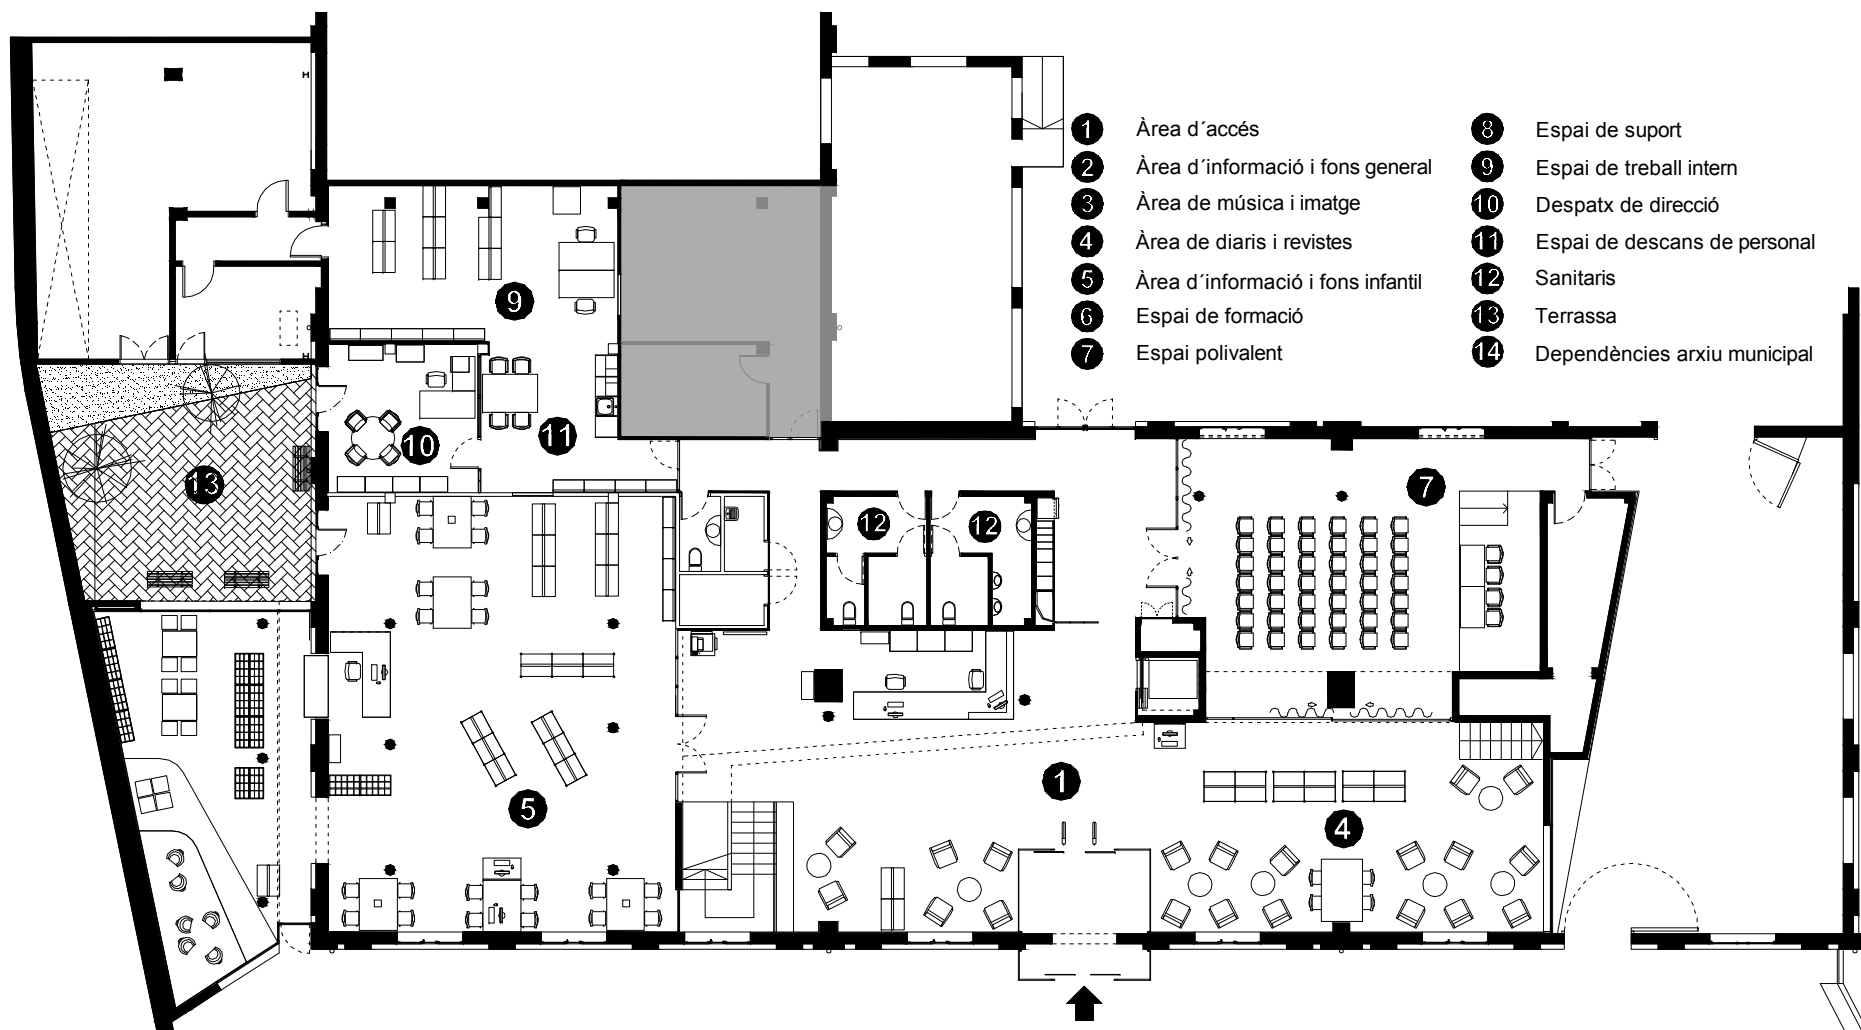 1 Àrea d´accés
2 Àrea d´informació i fons general
3 Àrea de música i imatge
4 Àrea de diaris i revistes
5 Àrea d´informació i fons infantil
6 Espai de formació
7 Espai polivalent
8 Espai de suport
9 Espai de treball intern
10 Despatx de direcció
11 Espai de descans de personal
12 Sanitaris
13 Terrassa
14 Dependències arxiu municipal
9
10
11
13
12
12
7
5
1
4